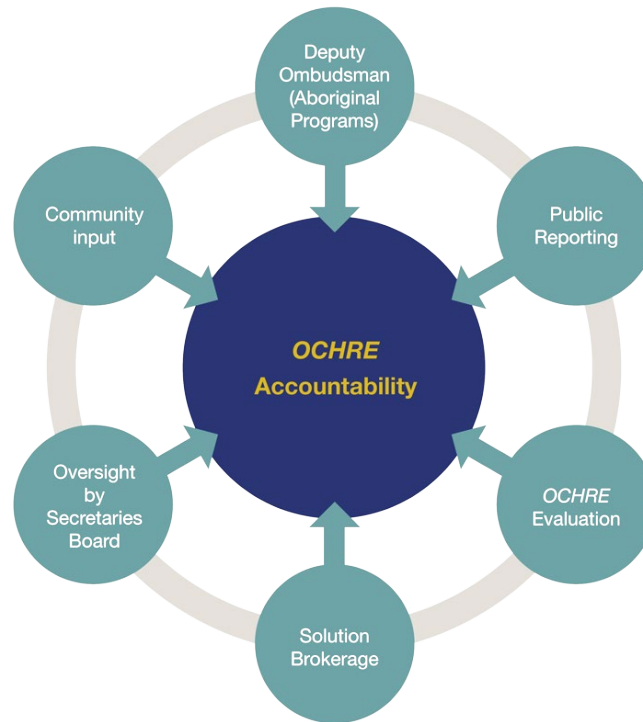 Deputy
Ombudsman
(Aboriginal
Programs)
Community
input
Public
Reporting
OCHRE
Accountability
Oversight
by
Secretaries
Board
OCHRE
Evaluation
Solution
Brokerage